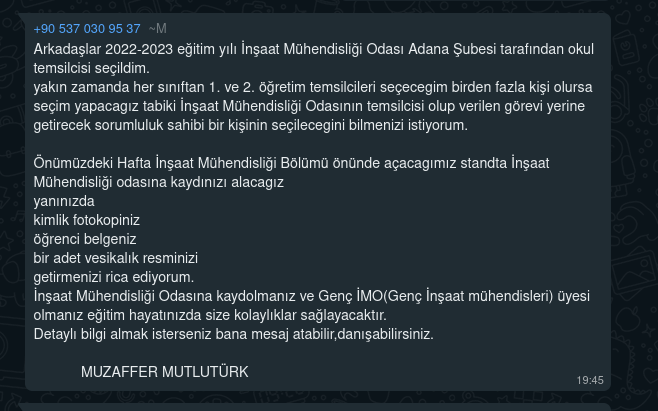 +90 537 030 95 37 ~M
Arkadaşlar 2022-2023 eğitim yılı İnşaat Mühendisliği Odası Adana Şubesi tarafından okul
temsilcisi seçildim.
yakın zamanda her sınıftan 1. ve 2. öğretim temsilcileri seçecegim birden fazla kişi olursa
seçim yapacagız tabiki İnşaat Mühendisliği Odasının temsilcisi olup verilen görevi yerine
getirecek sorumluluk sahibi bir kişinin seçilecegini bilmenizi istiyorum.
Önümüzdeki Hafta İnşaat Mühendisliği Bölümü önünde açacagımız standta İnşaat
Mühendisliği odasına kaydınızı alacagız
yanınızda
kimlik fotokopiniz
öğrenci belgeniz
bir adet vesikalık resminizi
getirmenizi rica ediyorum.
İnşaat Mühendisliği Odasına kaydolmanız ve Genç İMO(Genç İnşaat mühendisleri) üyesi
olmanız eğitim hayatınızda size kolaylıklar sağlayacaktır.
Detaylı bilgi almak isterseniz bana mesaj atabilir,danışabilirsiniz.
MUZAFFER MUTLUTÜRK
19:45